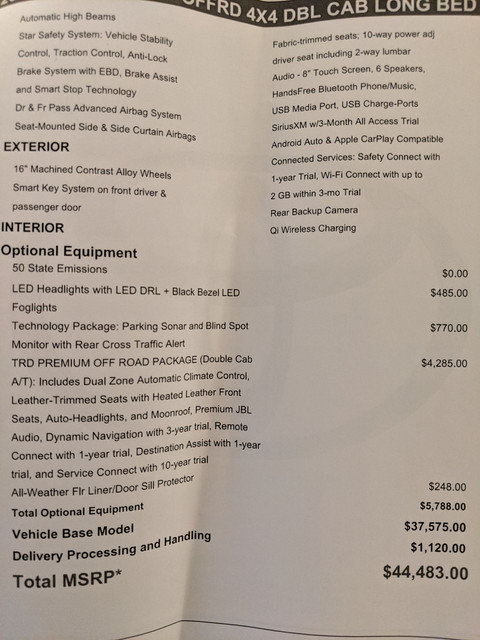 OFFRD 4X4 DBL CAB LONG BED
Automatic High Beams
Star Safety System: Vehicle Stability
Control, Traction Control, Anti-Lock
Brake System with EBD, Brake Assist
and Smart Stop Technology
Dr & Fr Pass Advanced Airbag System
Seat-Mounted Side & Side Curtain Airbags
EXTERIOR
16" Machined Contrast Alloy Wheels
Smart Key System on front driver &
passenger door
INTERIOR
Fabric-trimmed seats; 10-way power adj
driver seat including 2-way lumbar
Audio - 8" Touch Screen, 6 Speakers,
HandsFree Bluetooth Phone/Music,
USB Media Port, USB Charge-Ports
SiriusXM w/3-Month All Access Trial
Android Auto & Apple CarPlay Compatible
Connected Services: Safety Connect with
1-year Trial, Wi-Fi Connect with up to
2 GB within 3-mo Trial
Rear Backup Camera
Qi Wireless Charging
Optional Equipment
50 State Emissions $0.00
LED Headlights with LED DRL + Black Bezel LED $485.00
Foglights
Technology Package: Parking Sonar and Blind Spot $770.00
Monitor with Rear Cross Traffic Alert
TRD PREMIUM OFF ROAD PACKAGE (Double Cab $4,285.00
A/T): Includes Dual Zone Automatic Climate Control,
Leather-Trimmed Seats with Heated Leather Front
Seats, Auto-Headlights, and Moonroof, Premium JBL
Audio, Dynamic Navigation with 3-year trial, Remote
Connect with 1-year trial, Destination Assist with 1-year
trial, and Service Connect with 10-year trial
All-Weather Flr Liner/Door Sill Protector $248.00
Total Optional Equipment $5,788.00
Vehicle Base Model $37,575.00
Delivery Processing and Handling $1,120.00
Total MSRP* $44,483.00